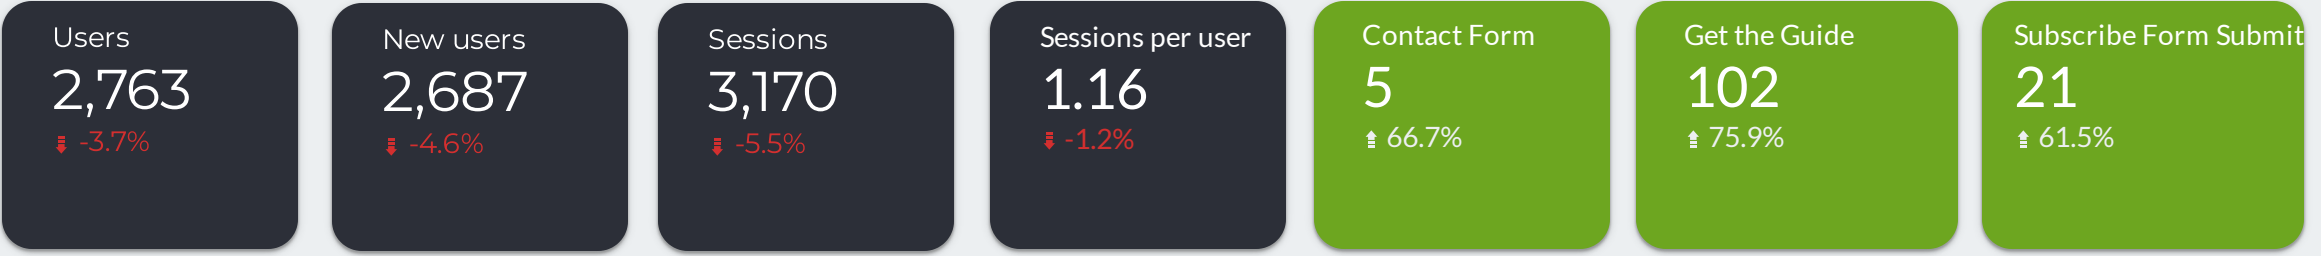 Users
2,763
-3.7%
New users
2,687
-4.6%
Sessions
3,170
-5.5%
Sessions per user
1.16
-1.2%
Contact Form
5
66.7%
Get the Guide
102
75.9%
Subscribe Form Submit
21
61.5%